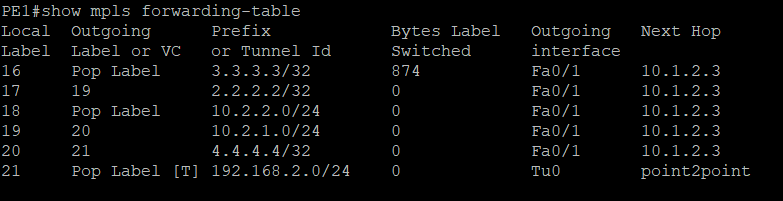 PE1#show mpls forwarding-table
Local Outgoing Prefix Bytes Label Outgoing Next Hop
Label Label or VC or Tunnel Id Switched interface
16 Pop Label 3.3.3.3/32 874 Fa0/1 10.1.2.3
17 19 2.2.2.2/32 0 Fa0/1 10.1.2.3
18 Pop Label 10.2.2.0/24 0 Fa0/1 10.1.2.3
19 20 10.2.1.0/24 0 Fa0/1 10.1.2.3
20 21 4.4.4.4/32 0 Fa0/1 10.1.2.3
21 Pop Label [T] 192.168.2.0/24 0 Tu0 point2point